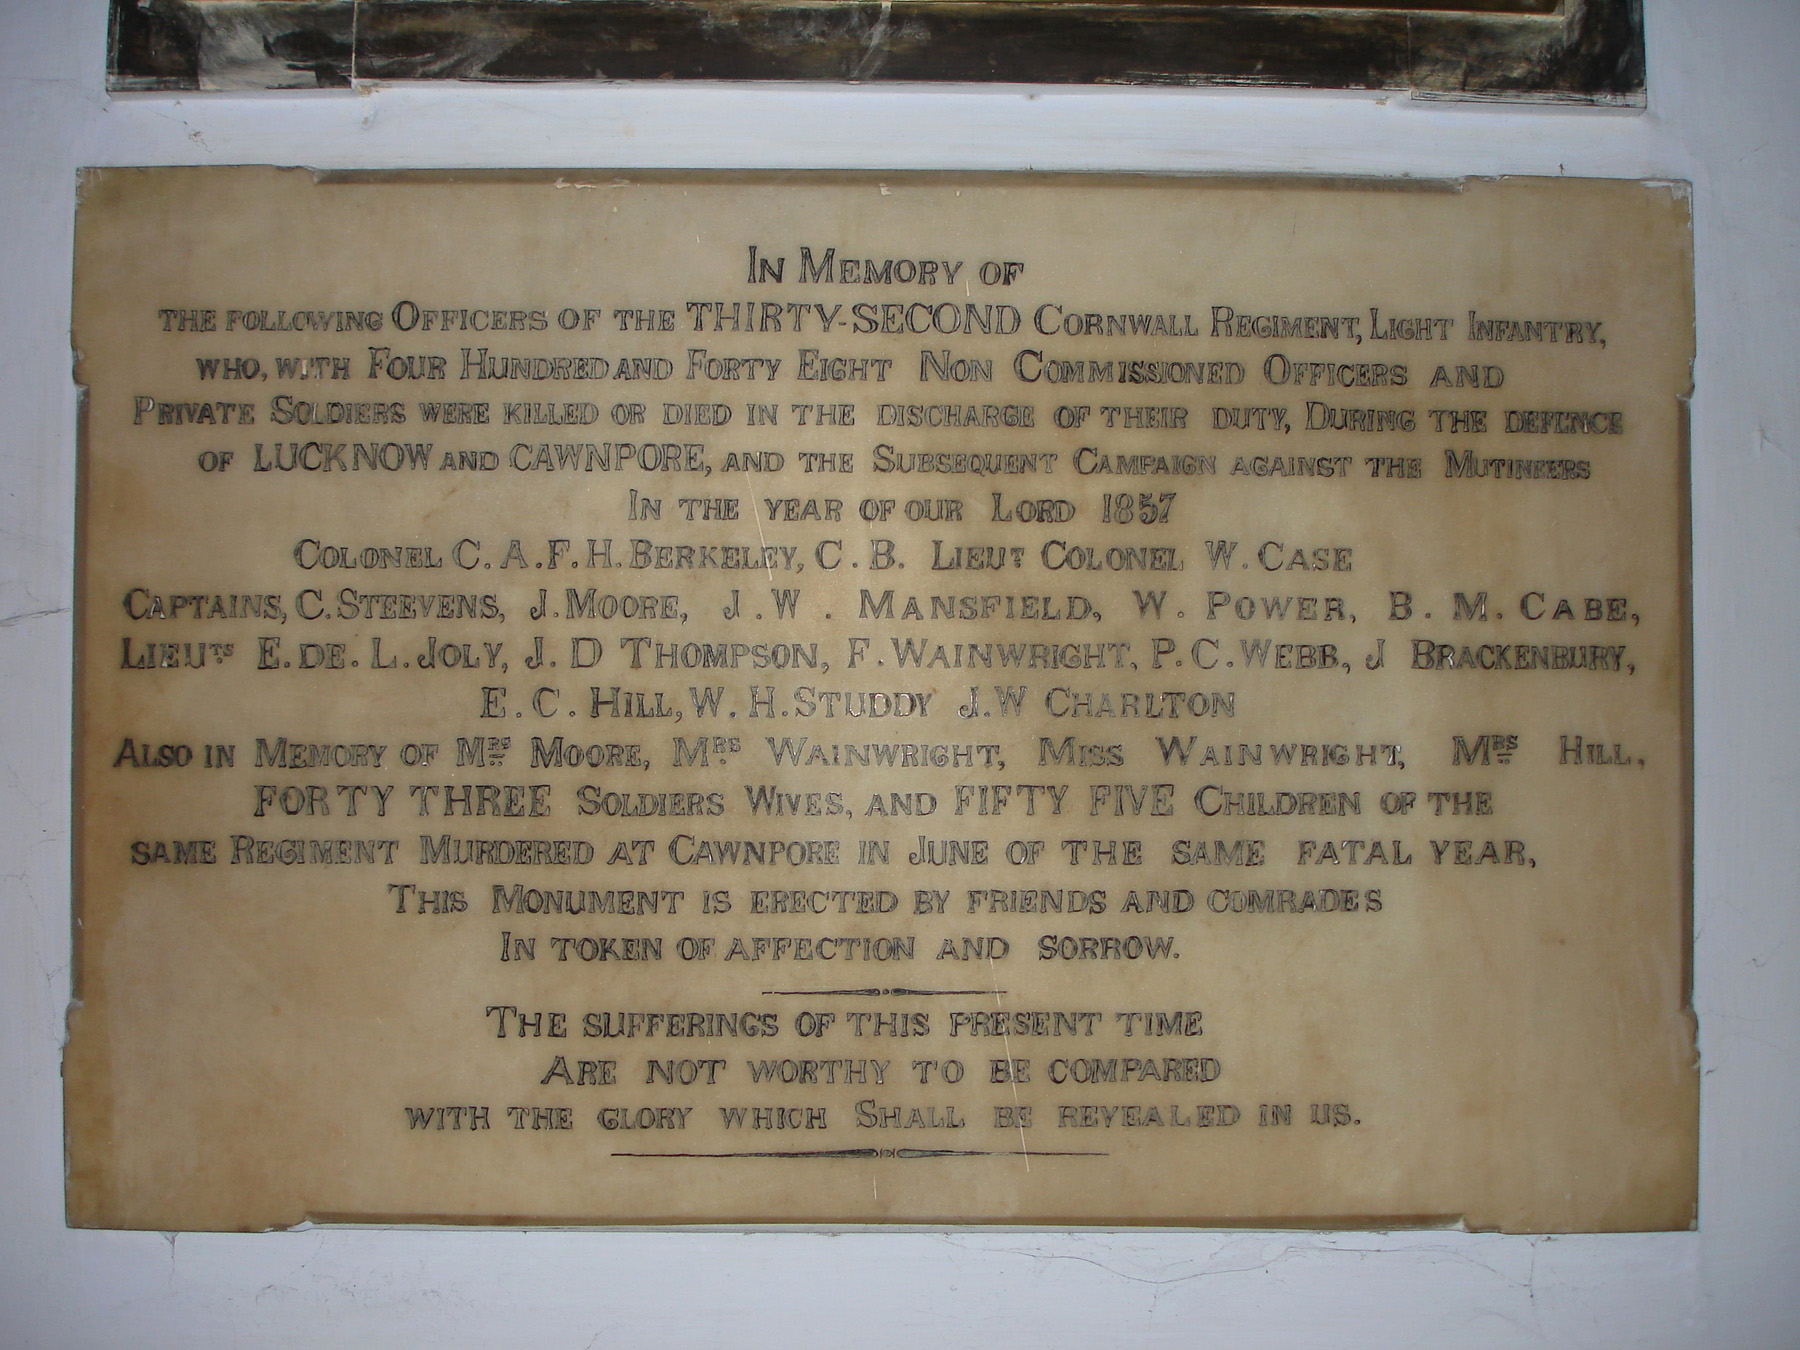 In Memory of
the following Officers of the THIRTY-SECOND Cornwall Regiment, Light Infantry,
who, with Four Hundred and Forty Eight Non Commissioned Officers and
Private Soldiers were killed or died in the discharge of their duty, During the defence
of LUCKNOW and CAWNPORE, and the Subsequent Campaign against the Mutineers
In the year of our Lord 1857
Colonel C. A. F. H. Berkeley, C. B. Lieut Colonel W. Case
Captains, C. Steevens, J. Moore, J. W. Mansfield, W. Power, B. M. Cabe,
Lieuts E. de. L. Joly, J. D Thompson, F. Wainwright, P. C. Webb, J Brackenbury,
E. C. Hill, W. H. Studdy J. W Charlton
Also in Memory of Mrs Moore, Mrs Wainwright, Miss Wainwright, Mrs Hill,
FORTY THREE Soldiers Wives, and FIFTY FIVE Children of the
same Regiment Murdered at Cawnpore in June of the same fatal year,
This Monument is erected by friends and comrades
In token of affection and sorrow.
The sufferings of this present time
Are not worthy to be compared
with the glory which Shall be revealed in us.